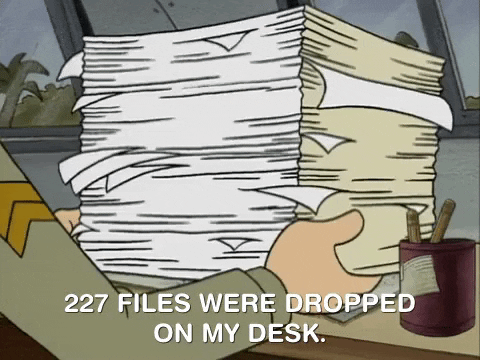 227 FILES WERE DROPPED
ON MY DESK.